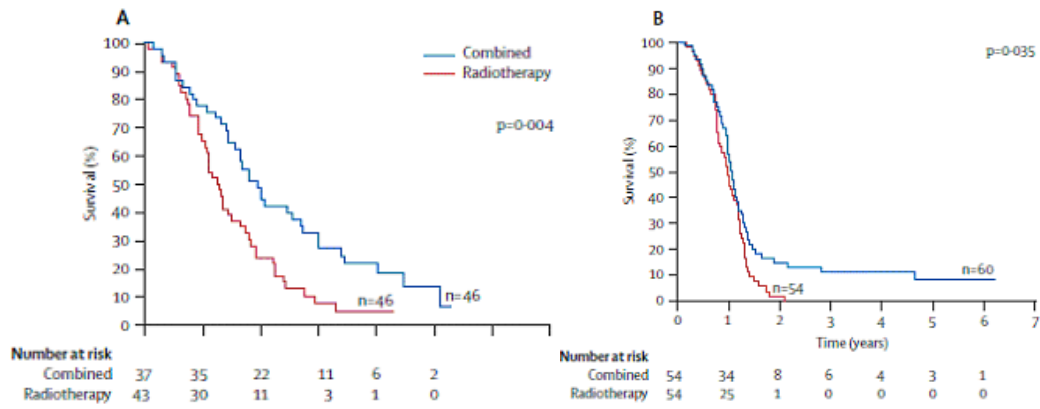 A
Combined
Radiotherapy
p=0·004
Survival (%)
100
90
80
70
60
50
40
30
20
10
0
n=46
n=46
Number at risk
Combined 37 35 22 11 6 2
Radiotherapy 43 30 11 3 1 0
B
p=0·035
Survival (%)
100
90
80
70
60
50
40
30
20
10
0
n=60
n=54
0 1 2 3 4 5 6 7
Time (years)
Number at risk
Combined 54 34 8 6 4 3 1
Radiotherapy 54 25 1 0 0 0 0